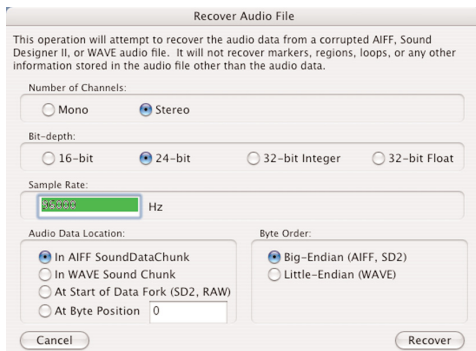 Recover Audio File
This operation will attempt to recover the audio data from a corrupted AIFF, Sound
Designer II, or WAVE audio file. It will not recover markers, regions, loops, or any other
information stored in the audio file other than the audio data.
Number of Channels:
Mono Stereo
Bit-depth:
16-bit 24-bit 32-bit Integer 32-bit Float
Sample Rate:
Hz
Audio Data Location: Byte Order:
In AIFF SoundDataChunk Big-Endian (AIFF, SD2)
In WAVE Sound Chunk Little-Endian (WAVE)
At Start of Data Fork (SD2, RAW)
At Byte Position 0
Cancel Recover